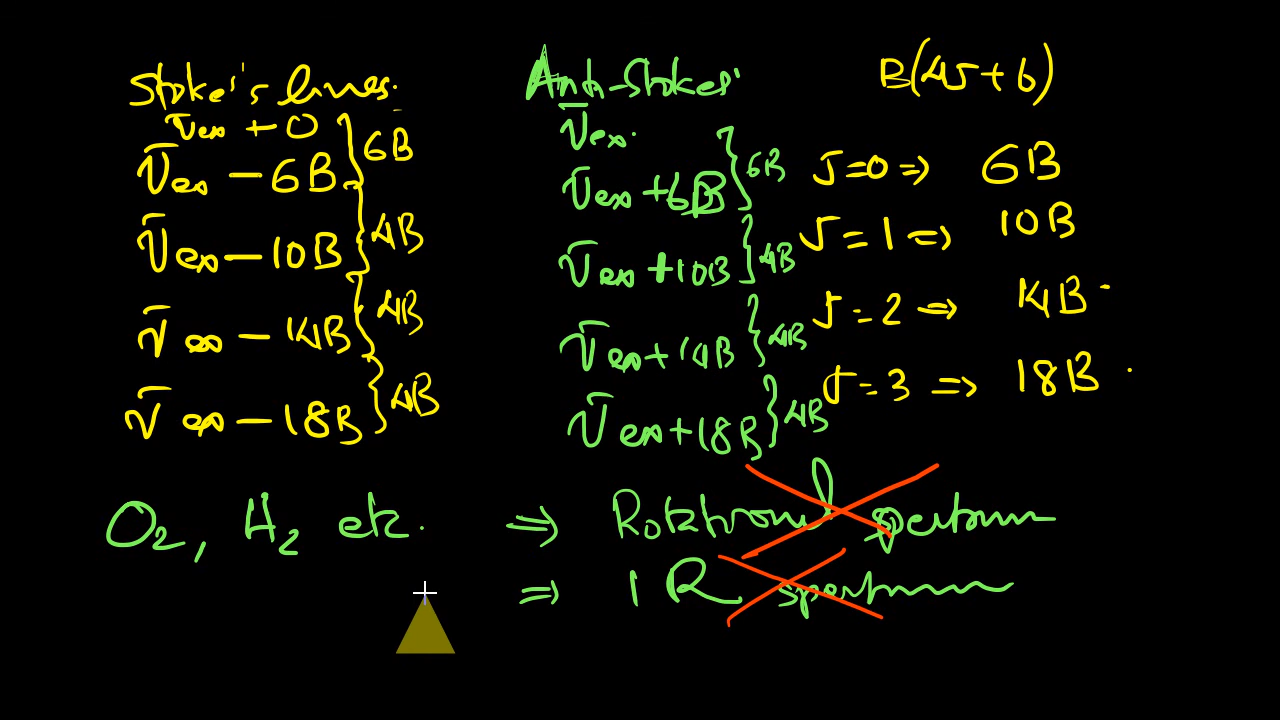 Stoke's lines. Anti-Stokes' B(4J+6)
ν̄ex + 0 } 6B ν̄ex. } 6B
ν̄ex – 6B ν̄ex + 6B J=0 ⇒ 6B
ν̄ex – 10B } 4B ν̄ex + 10B } 4B J=1 ⇒ 10B
ν̄ex – 14B } 4B ν̄ex + 14B } 4B J=2 ⇒ 14B
ν̄ex – 18B } 4B ν̄ex + 18B } 4B J=3 ⇒ 18B.
O₂, H₂ etc. ⇒ Rotational spectrum
⇒ IR spectrum